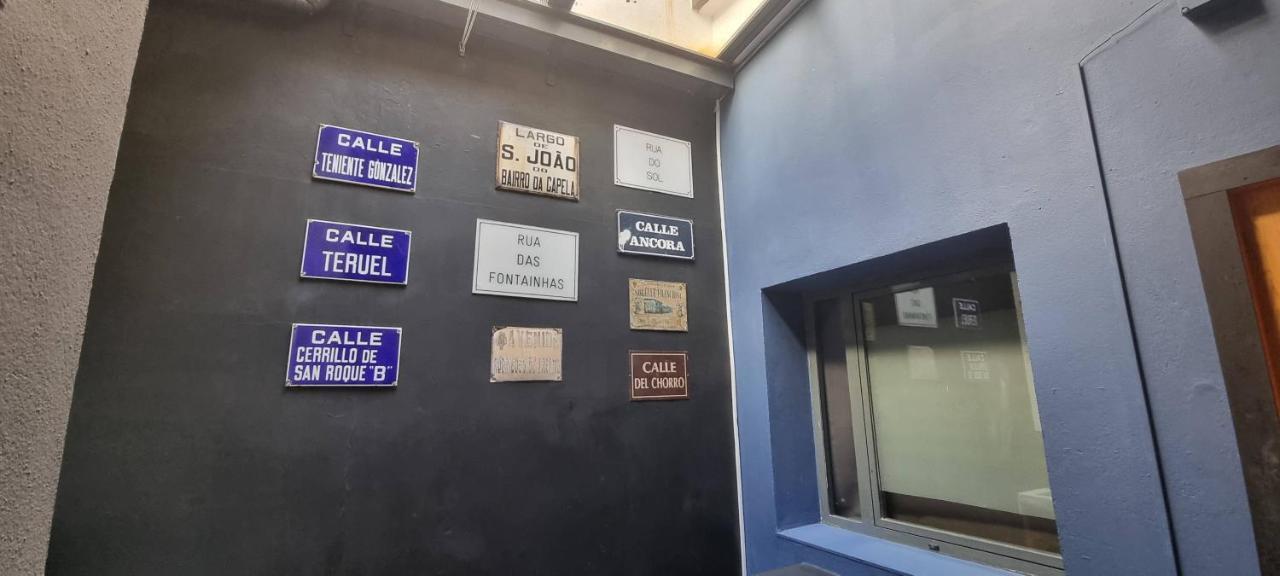 CALLE
TENIENTE GONZALEZ
CALLE
TERUEL
CALLE
CERRILLO DE
SAN ROQUE "B"
LARGO
DE
S. JOÃO
DO
BAIRRO DA CAPELA
RUA
DAS
FONTAINHAS
AVENIDA
RUA
DO
SOL
CALLE
ANCORA
CALLE
DEL CHORRO